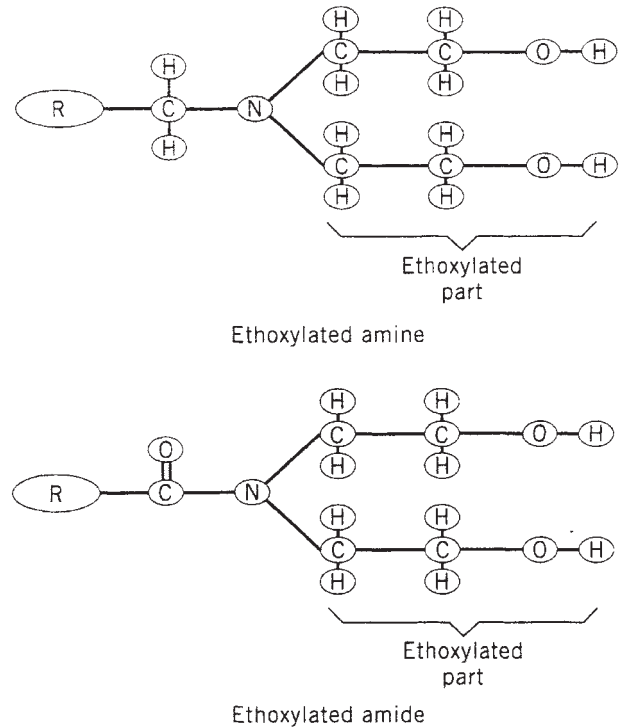 H H
C C O H
H H H
R C N
H H H
C C O H
H H
Ethoxylated
part
Ethoxylated amine
H H
C C O H
O H H
R C N
H H
C C O H
H H
Ethoxylated
part
Ethoxylated amide